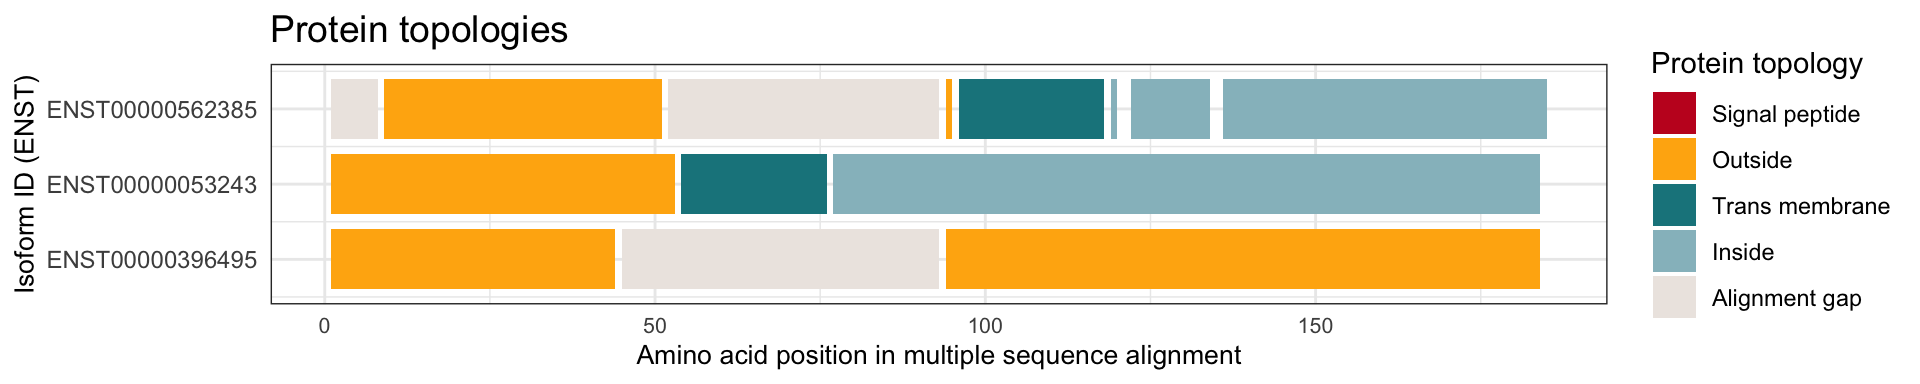 Protein topologies
Isoform ID (ENST)
ENST00000562385
ENST00000053243
ENST00000396495
0 50 100 150
Amino acid position in multiple sequence alignment
Protein topology
Signal peptide
Outside
Trans membrane
Inside
Alignment gap